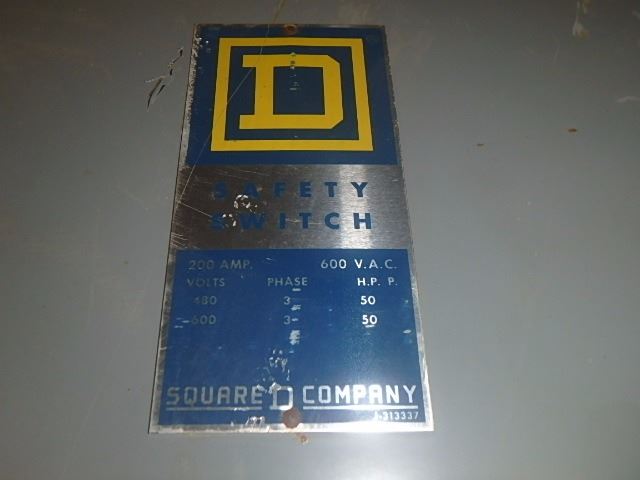 D
SAFETY
SWITCH
200 AMP. 600 V.A.C.
VOLTS PHASE H.P. P.
480 3 50
600 3 50
SQUARE D COMPANY